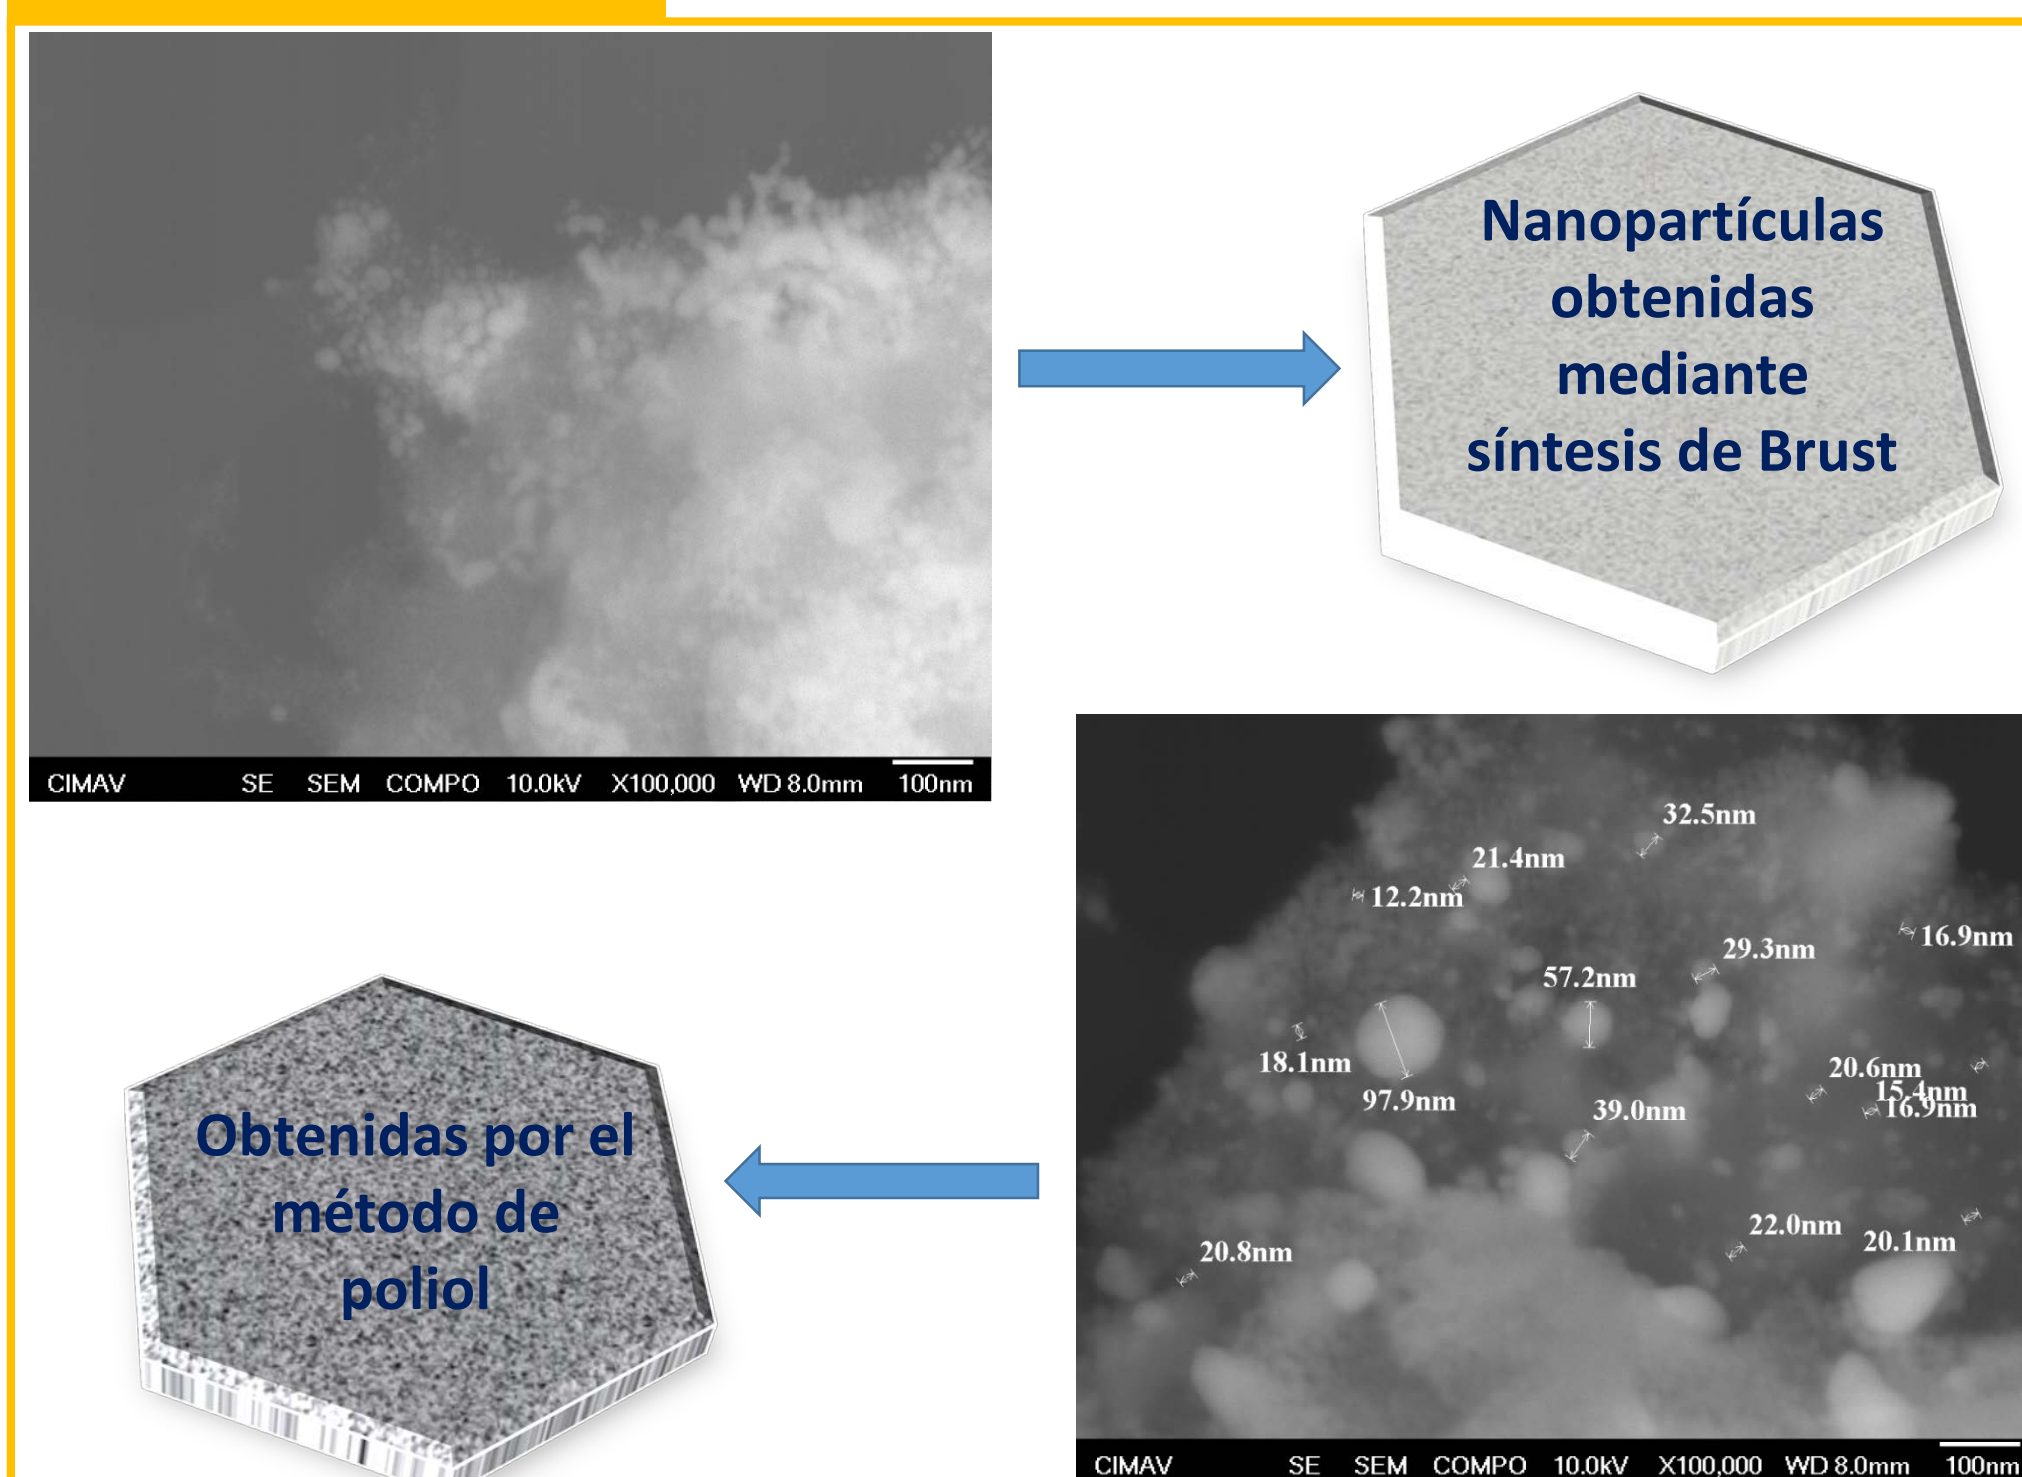 Nanopartículas
obtenidas
mediante
síntesis de Brust
CIMAV SE SEM COMPO 10.0kV X100,000 WD 8.0mm 100nm
32.5nm
21.4nm
12.2nm
16.9nm
29.3nm
57.2nm
18.1nm
97.9nm
20.6nm
15.4nm
16.9nm
39.0nm
22.0nm
20.1nm
20.8nm
Obtenidas por el
método de
poliol
CIMAV SE SEM COMPO 10.0kV X100,000 WD 8.0mm 100nm